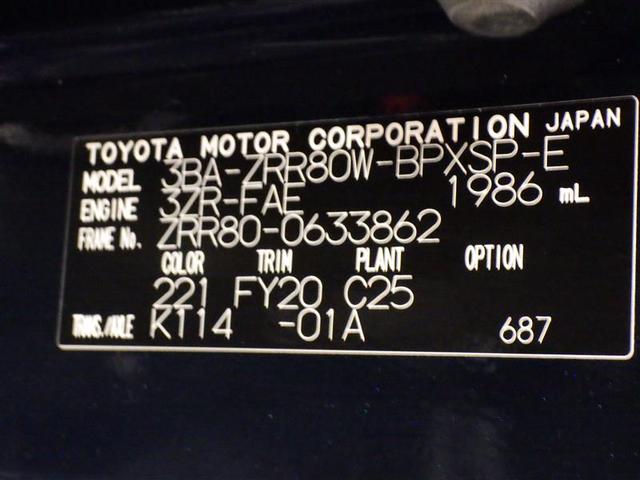 TOYOTA MOTOR CORPORATION JAPAN
MODEL 3BA-ZRR80W-BPXSP-E
ENGINE 3ZR-FAE 1986 mL
FRAME No. ZRR80-0633862
COLOR TRIM PLANT OPTION
221 FY20 C25
TRANS./AXLE K114 -01A 687